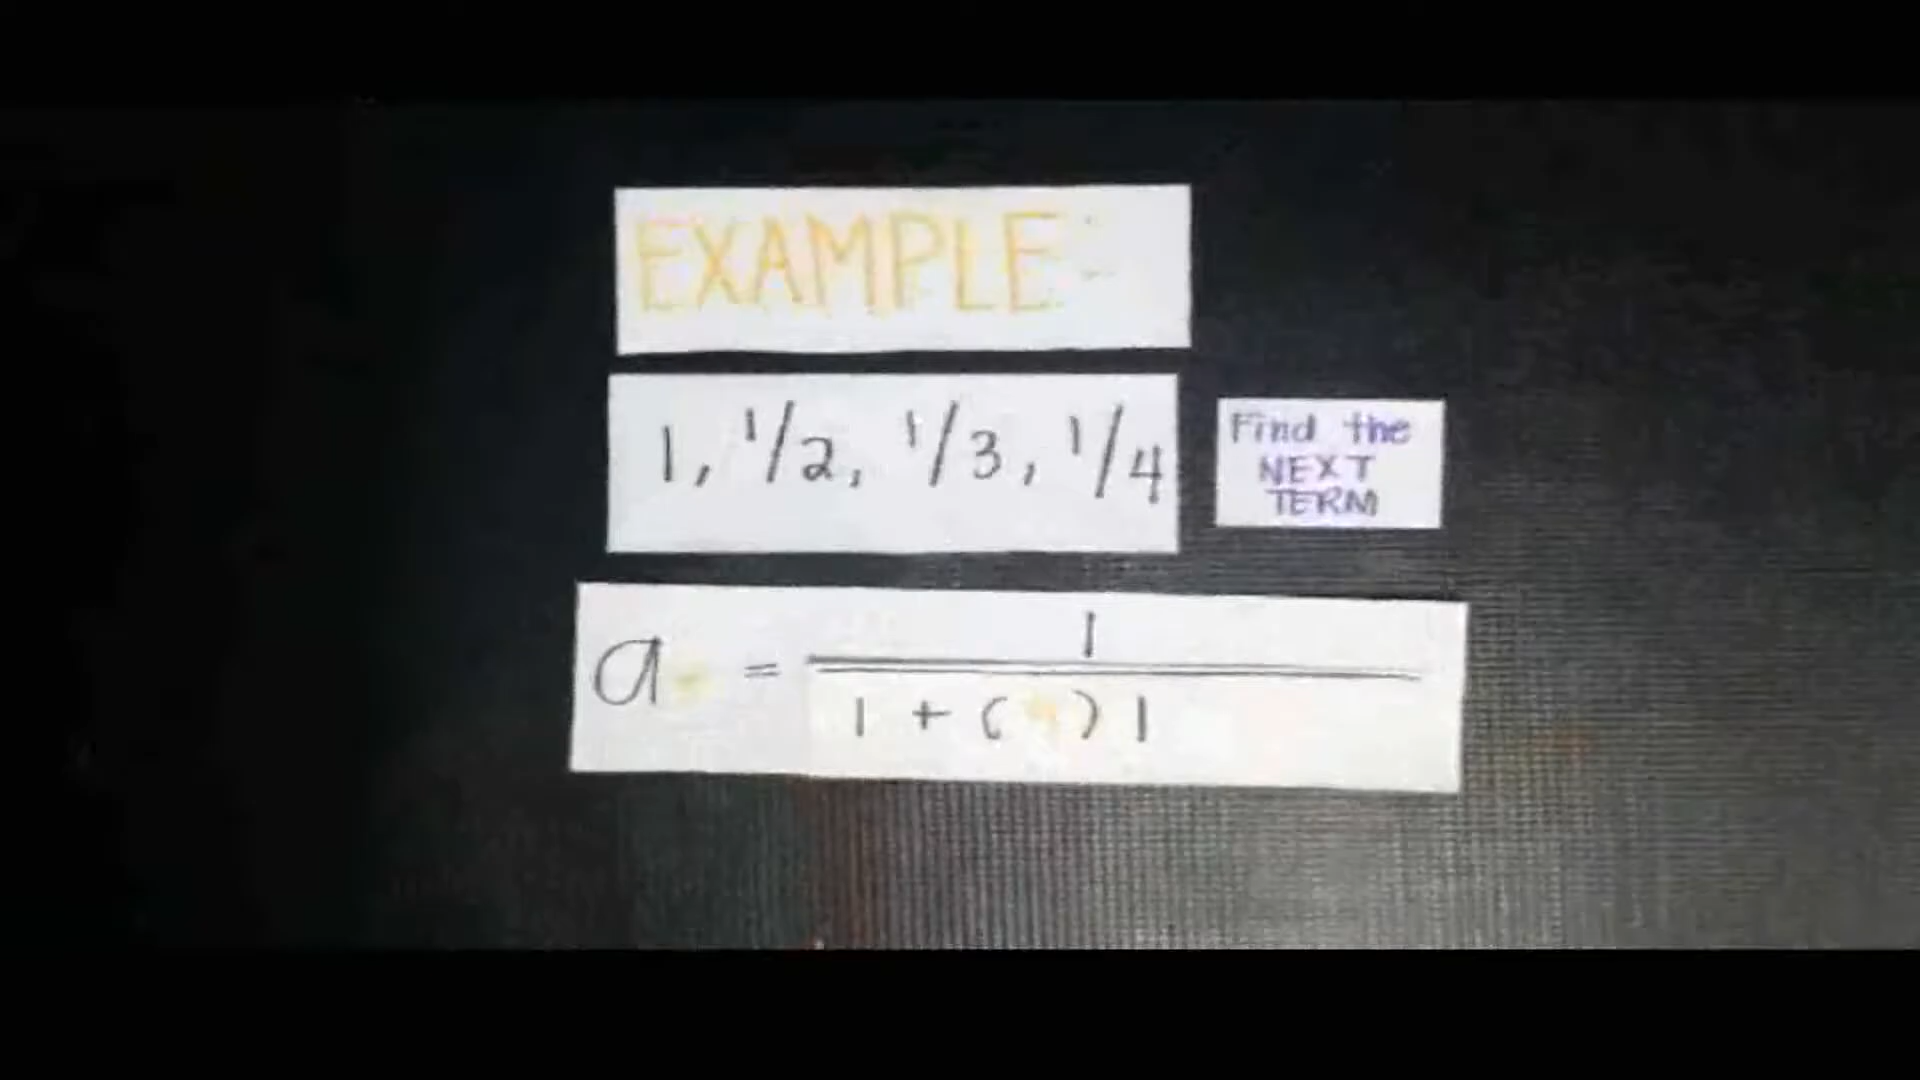 EXAMPLE:
1, 1/2, 1/3, 1/4
Find the
NEXT
TERM
a =
1
1 + ( ) 1